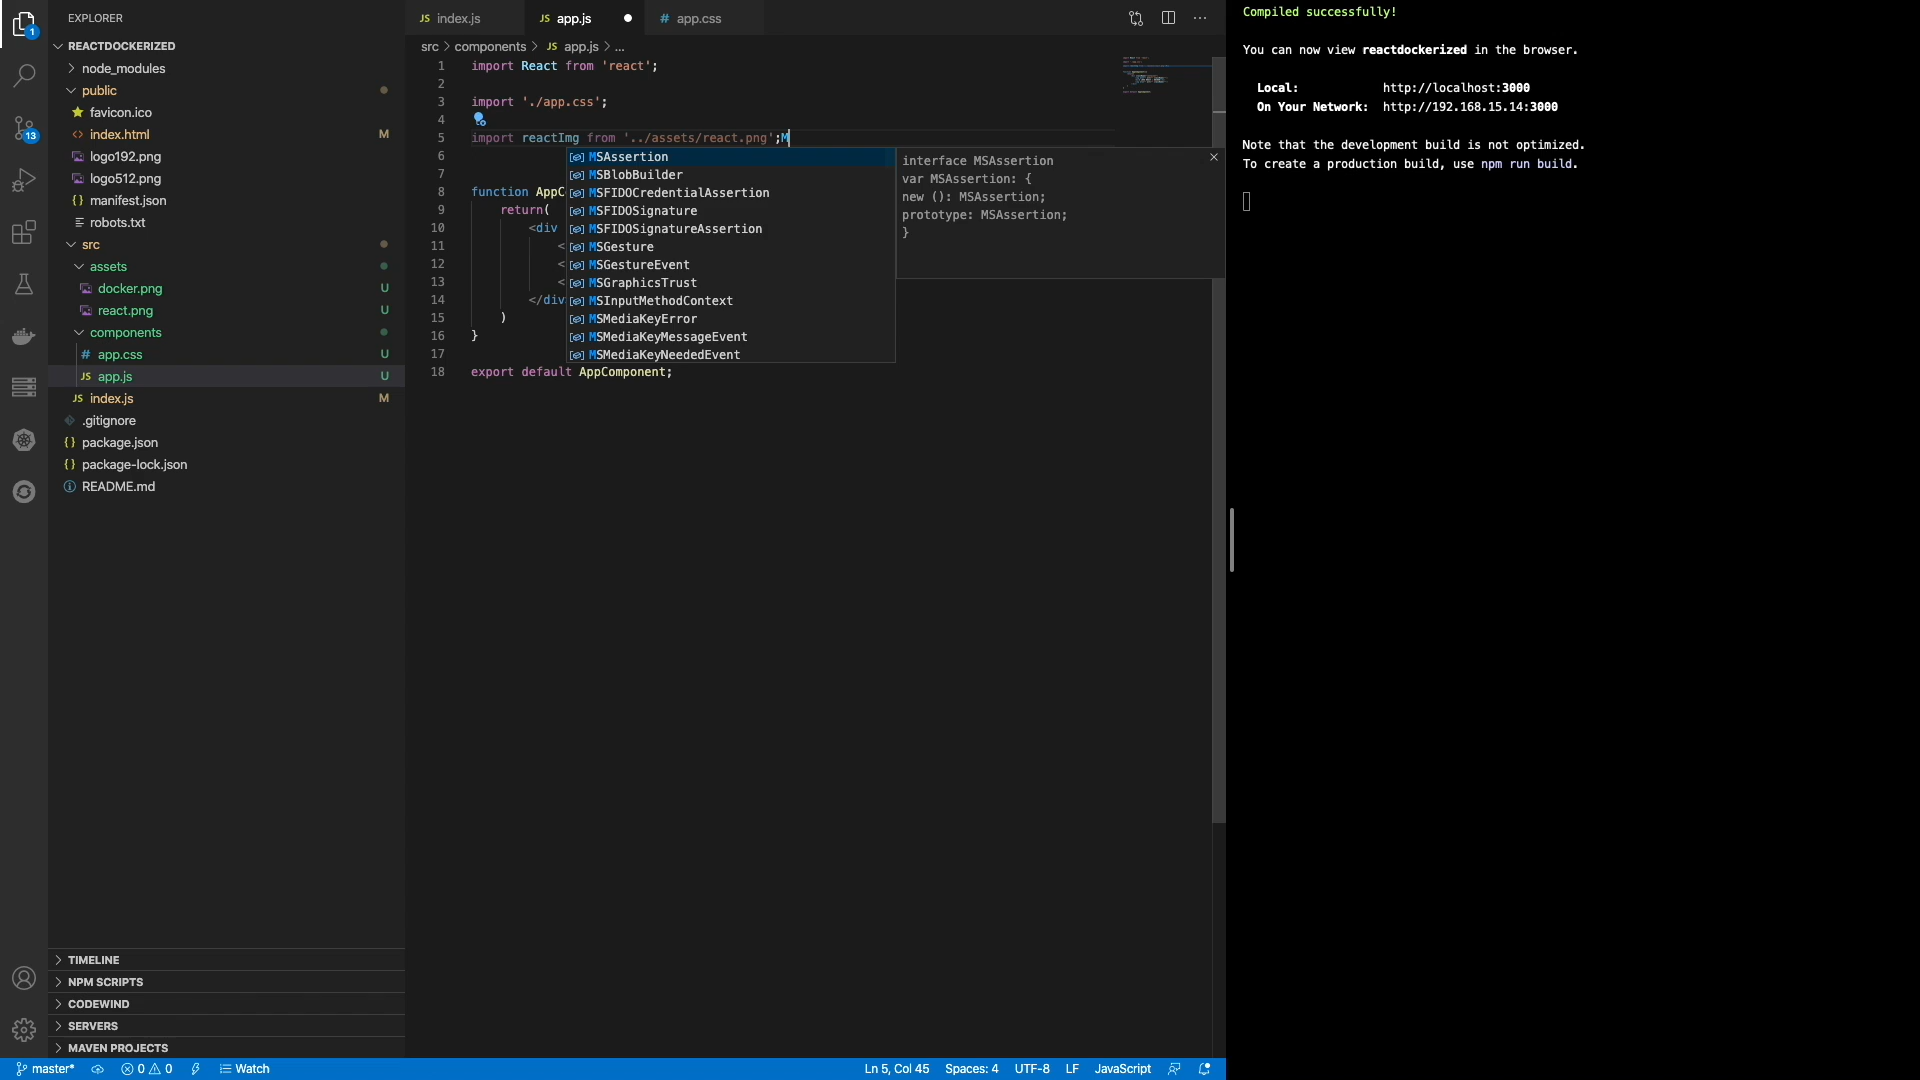 EXPLORER
REACTDOCKERIZED
node_modules
public
favicon.ico
index.html M
logo192.png
logo512.png
manifest.json
robots.txt
src
assets
docker.png U
react.png U
components
app.css U
app.js U
index.js M
.gitignore
package.json
package-lock.json
README.md
TIMELINE
NPM SCRIPTS
CODEWIND
SERVERS
MAVEN PROJECTS
1
13
JS index.js
JS app.js
# app.css
src > components > JS app.js > ...
1 import React from 'react';
2
3 import './app.css';
4
5 import reactImg from '../assets/react.png';M
6
7
8 function AppC
9 return(
10 <div
11 <
12 <
13 <
14 </div
15 )
16 }
17
18 export default AppComponent;
MSAssertion
MSBlobBuilder
MSFIDOCredentialAssertion
MSFIDOSignature
MSFIDOSignatureAssertion
MSGesture
MSGestureEvent
MSGraphicsTrust
MSInputMethodContext
MSMediaKeyError
MSMediaKeyMessageEvent
MSMediaKeyNeededEvent
interface MSAssertion
var MSAssertion: {
new (): MSAssertion;
prototype: MSAssertion;
}
Compiled successfully!
You can now view reactdockerized in the browser.
Local: http://localhost:3000
On Your Network: http://192.168.15.14:3000
Note that the development build is not optimized.
To create a production build, use npm run build.
master* 0 0 Watch Ln 5, Col 45 Spaces: 4 UTF-8 LF JavaScript